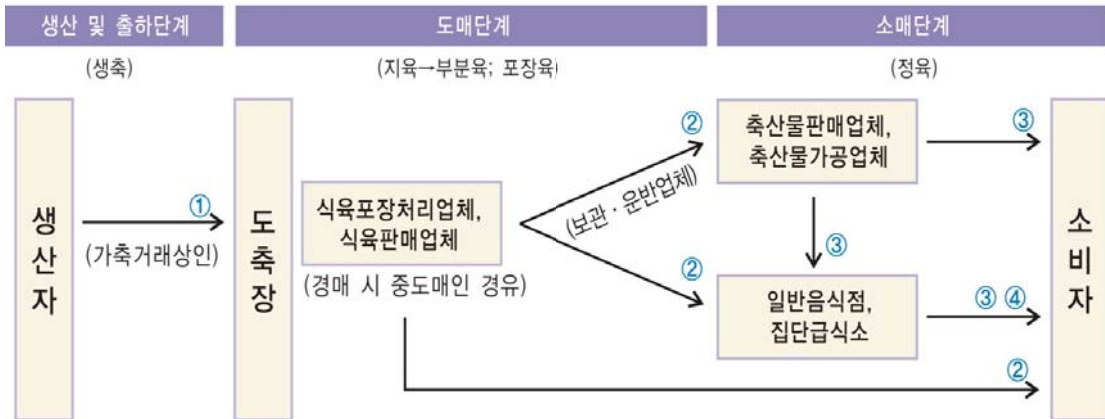 생산 및 출하단계
도매단계
소매단계
(생축)
(지육→부분육; 포장육)
(정육)
생산자
①
(가축거래상인)
도축장
식육포장처리업체,
식육판매업체
(경매 시 중도매인 경유)
②
(보관·운반업체)
②
축산물판매업체,
축산물가공업체
③
③
일반음식점,
집단급식소
③ ④
②
소비자